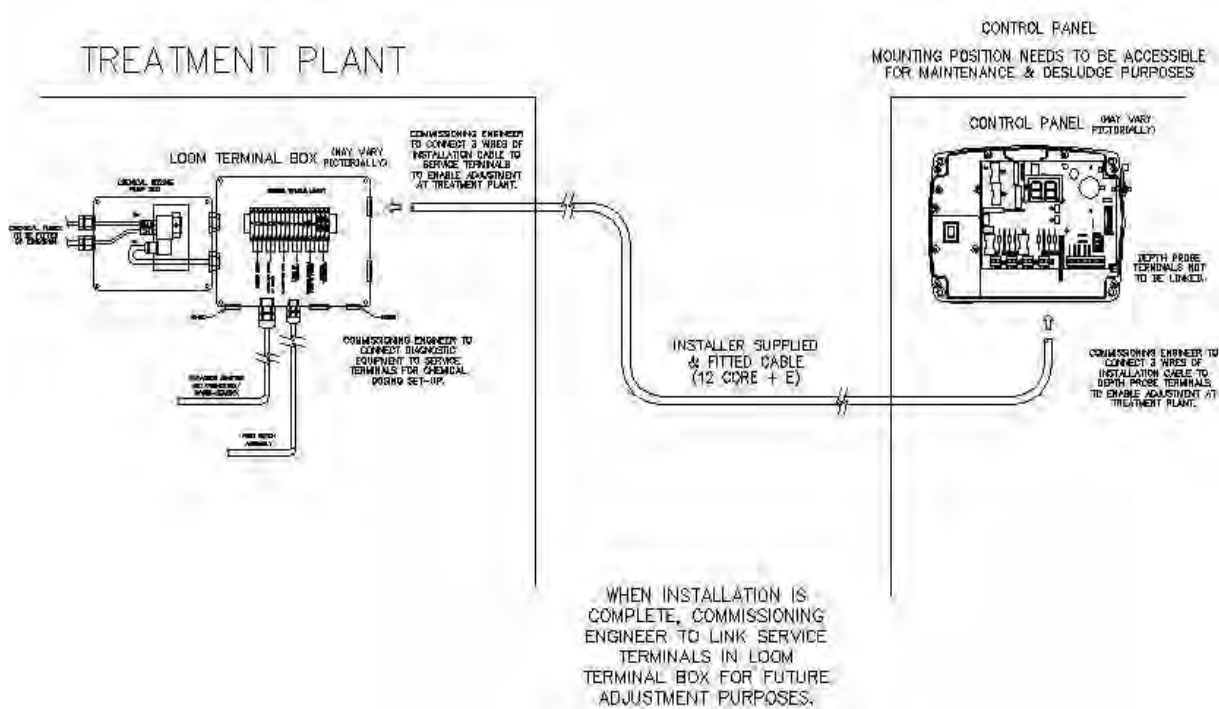 TREATMENT PLANT
CONTROL PANEL
MOUNTING POSITION NEEDS TO BE ACCESSIBLE
FOR MAINTENANCE & DESLUDGE PURPOSES
LOOM TERMINAL BOX (MAY VARY
PICTORIALLY)
COMMISSIONING ENGINEER
TO CONNECT 3 WIRES OF
INSTALLATION CABLE TO
SERVICE TERMINALS
TO ENABLE ADJUSTMENT
AT TREATMENT PLANT.
CONTROL PANEL (MAY VARY
PICTORIALLY)
CHEMICAL DOSING
DEPTH PROBE
TERMINALS NOT
TO BE LINKED.
COMMISSIONING ENGINEER TO
CONNECT DIAGNOSTIC
EQUIPMENT TO SERVICE
TERMINALS FOR CHEMICAL
DOSING SET-UP.
INSTALLER SUPPLIED
& FITTED CABLE
(12 CORE + E)
COMMISSIONING ENGINEER TO
CONNECT 3 WIRES OF
INSTALLATION CABLE TO
DEPTH PROBE TERMINALS
TO ENABLE ADJUSTMENT AT
TREATMENT PLANT.
ASSEMBLY
WHEN INSTALLATION IS
COMPLETE, COMMISSIONING
ENGINEER TO LINK SERVICE
TERMINALS IN LOOM
TERMINAL BOX FOR FUTURE
ADJUSTMENT PURPOSES.